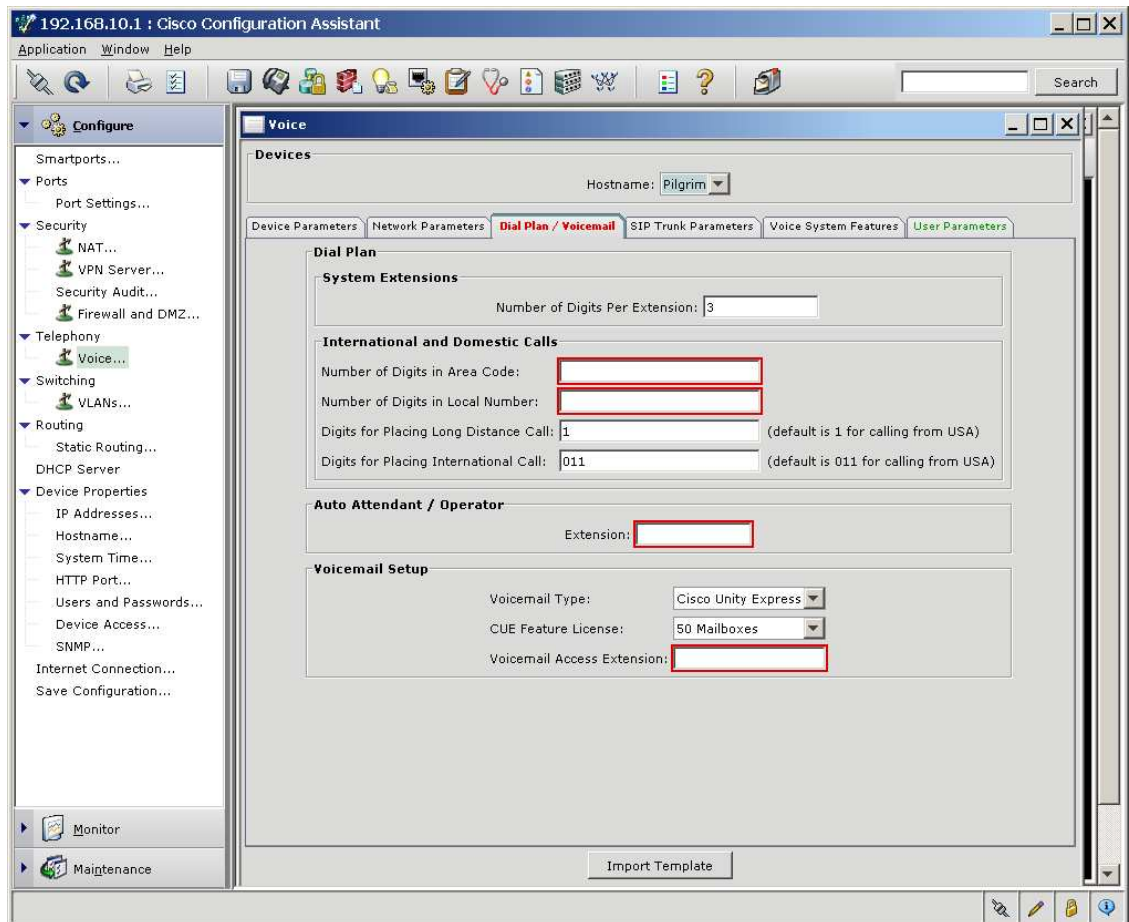 192.168.10.1 : Cisco Configuration Assistant
Application Window Help
Search
Configure
Smartports...
Ports
Port Settings...
Security
NAT...
VPN Server...
Security Audit...
Firewall and DMZ...
Telephony
Voice...
Switching
VLANs...
Routing
Static Routing...
DHCP Server
Device Properties
IP Addresses...
Hostname...
System Time...
HTTP Port...
Users and Passwords...
Device Access...
SNMP...
Internet Connection...
Save Configuration...
Monitor
Maintenance
Voice
Devices
Hostname: Pilgrim
Device Parameters Network Parameters Dial Plan / Voicemail SIP Trunk Parameters Voice System Features User Parameters
Dial Plan
System Extensions
Number of Digits Per Extension: 3
International and Domestic Calls
Number of Digits in Area Code:
Number of Digits in Local Number:
Digits for Placing Long Distance Call: 1 (default is 1 for calling from USA)
Digits for Placing International Call: 011 (default is 011 for calling from USA)
Auto Attendant / Operator
Extension:
Voicemail Setup
Voicemail Type: Cisco Unity Express
CUE Feature License: 50 Mailboxes
Voicemail Access Extension:
Import Template